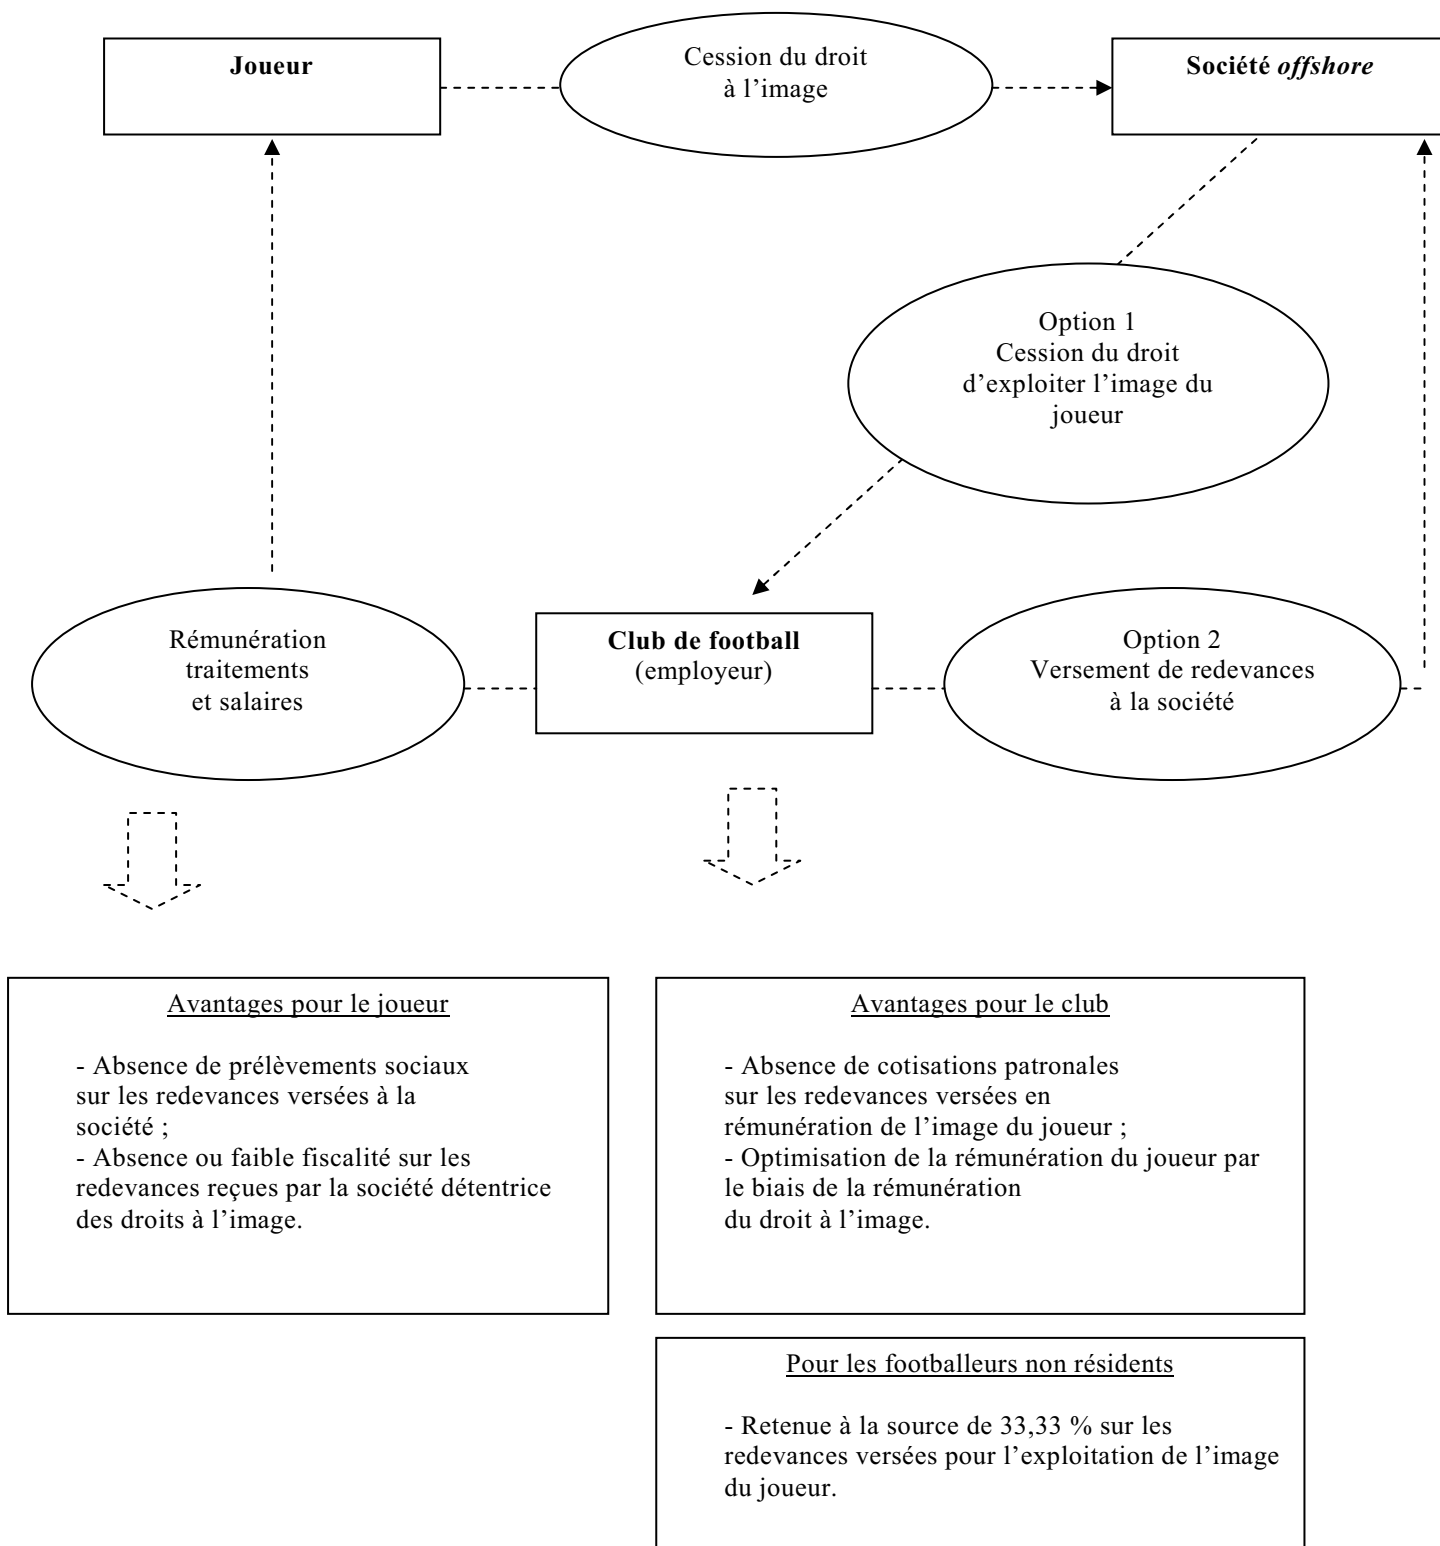 Joueur
Cession du droit
à l’image
Société offshore
Option 1
Cession du droit
d’exploiter l’image du
joueur
Rémunération
traitements
et salaires
Club de football
(employeur)
Option 2
Versement de redevances
à la société
Avantages pour le joueur
- Absence de prélèvements sociaux
sur les redevances versées à la
société ;
- Absence ou faible fiscalité sur les
redevances reçues par la société détentrice
des droits à l’image.
Avantages pour le club
- Absence de cotisations patronales
sur les redevances versées en
rémunération de l’image du joueur ;
- Optimisation de la rémunération du joueur par
le biais de la rémunération
du droit à l’image.
Pour les footballeurs non résidents
- Retenue à la source de 33,33 % sur les
redevances versées pour l’exploitation de l’image
du joueur.